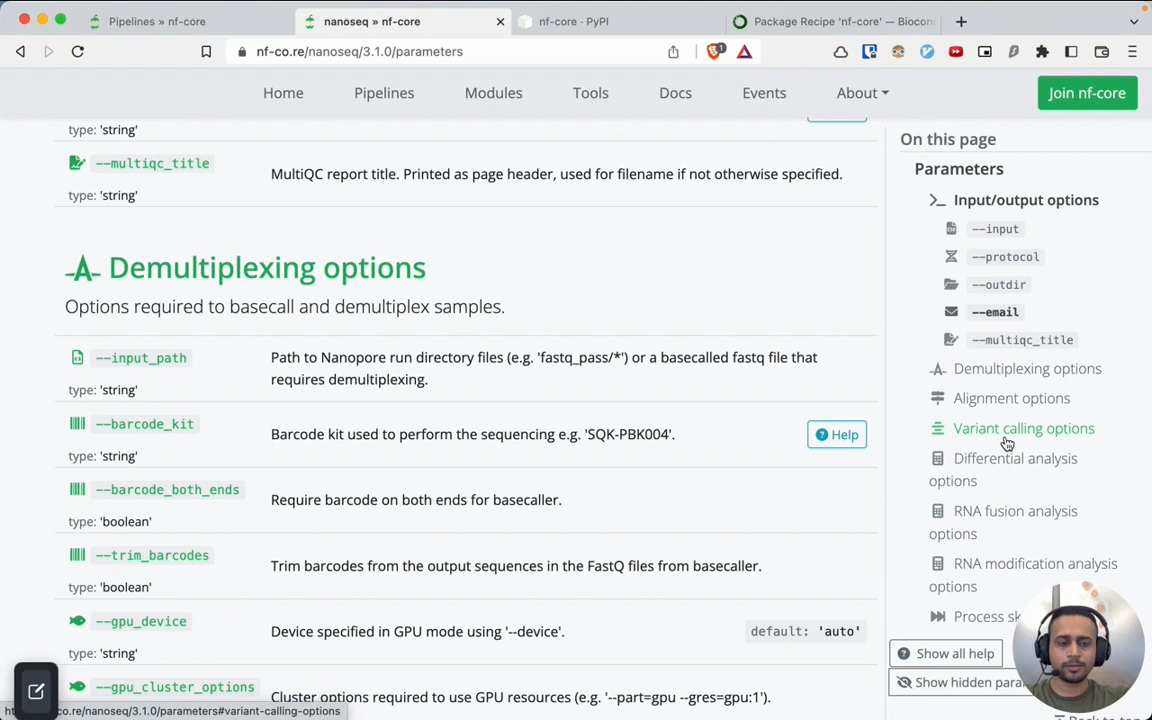 Pipelines » nf-core
nanoseq » nf-core
nf-core · PyPI
Package Recipe 'nf-core' — Biocon
nf-co.re/nanoseq/3.1.0/parameters
1
Home
Pipelines
Modules
Tools
Docs
Events
About
Join nf-core
type: 'string'
--multiqc_title
MultiQC report title. Printed as page header, used for filename if not otherwise specified.
type: 'string'
Demultiplexing options
Options required to basecall and demultiplex samples.
--input_path
Path to Nanopore run directory files (e.g. 'fastq_pass/*') or a basecalled fastq file that
requires demultiplexing.
type: 'string'
--barcode_kit
Barcode kit used to perform the sequencing e.g. 'SQK-PBK004'.
Help
type: 'string'
--barcode_both_ends
Require barcode on both ends for basecaller.
type: 'boolean'
--trim_barcodes
Trim barcodes from the output sequences in the FastQ files from basecaller.
type: 'boolean'
--gpu_device
Device specified in GPU mode using '--device'.
default: 'auto'
type: 'string'
--gpu_cluster_options
Cluster options required to use GPU resources (e.g. '--part=gpu --gres=gpu:1').
On this page
Parameters
Input/output options
--input
--protocol
--outdir
--email
--multiqc_title
Demultiplexing options
Alignment options
Variant calling options
Differential analysis
options
RNA fusion analysis
options
RNA modification analysis
options
Process
Show all help
Show hidden
co.re/nanoseq/3.1.0/parameters#variant-calling-options